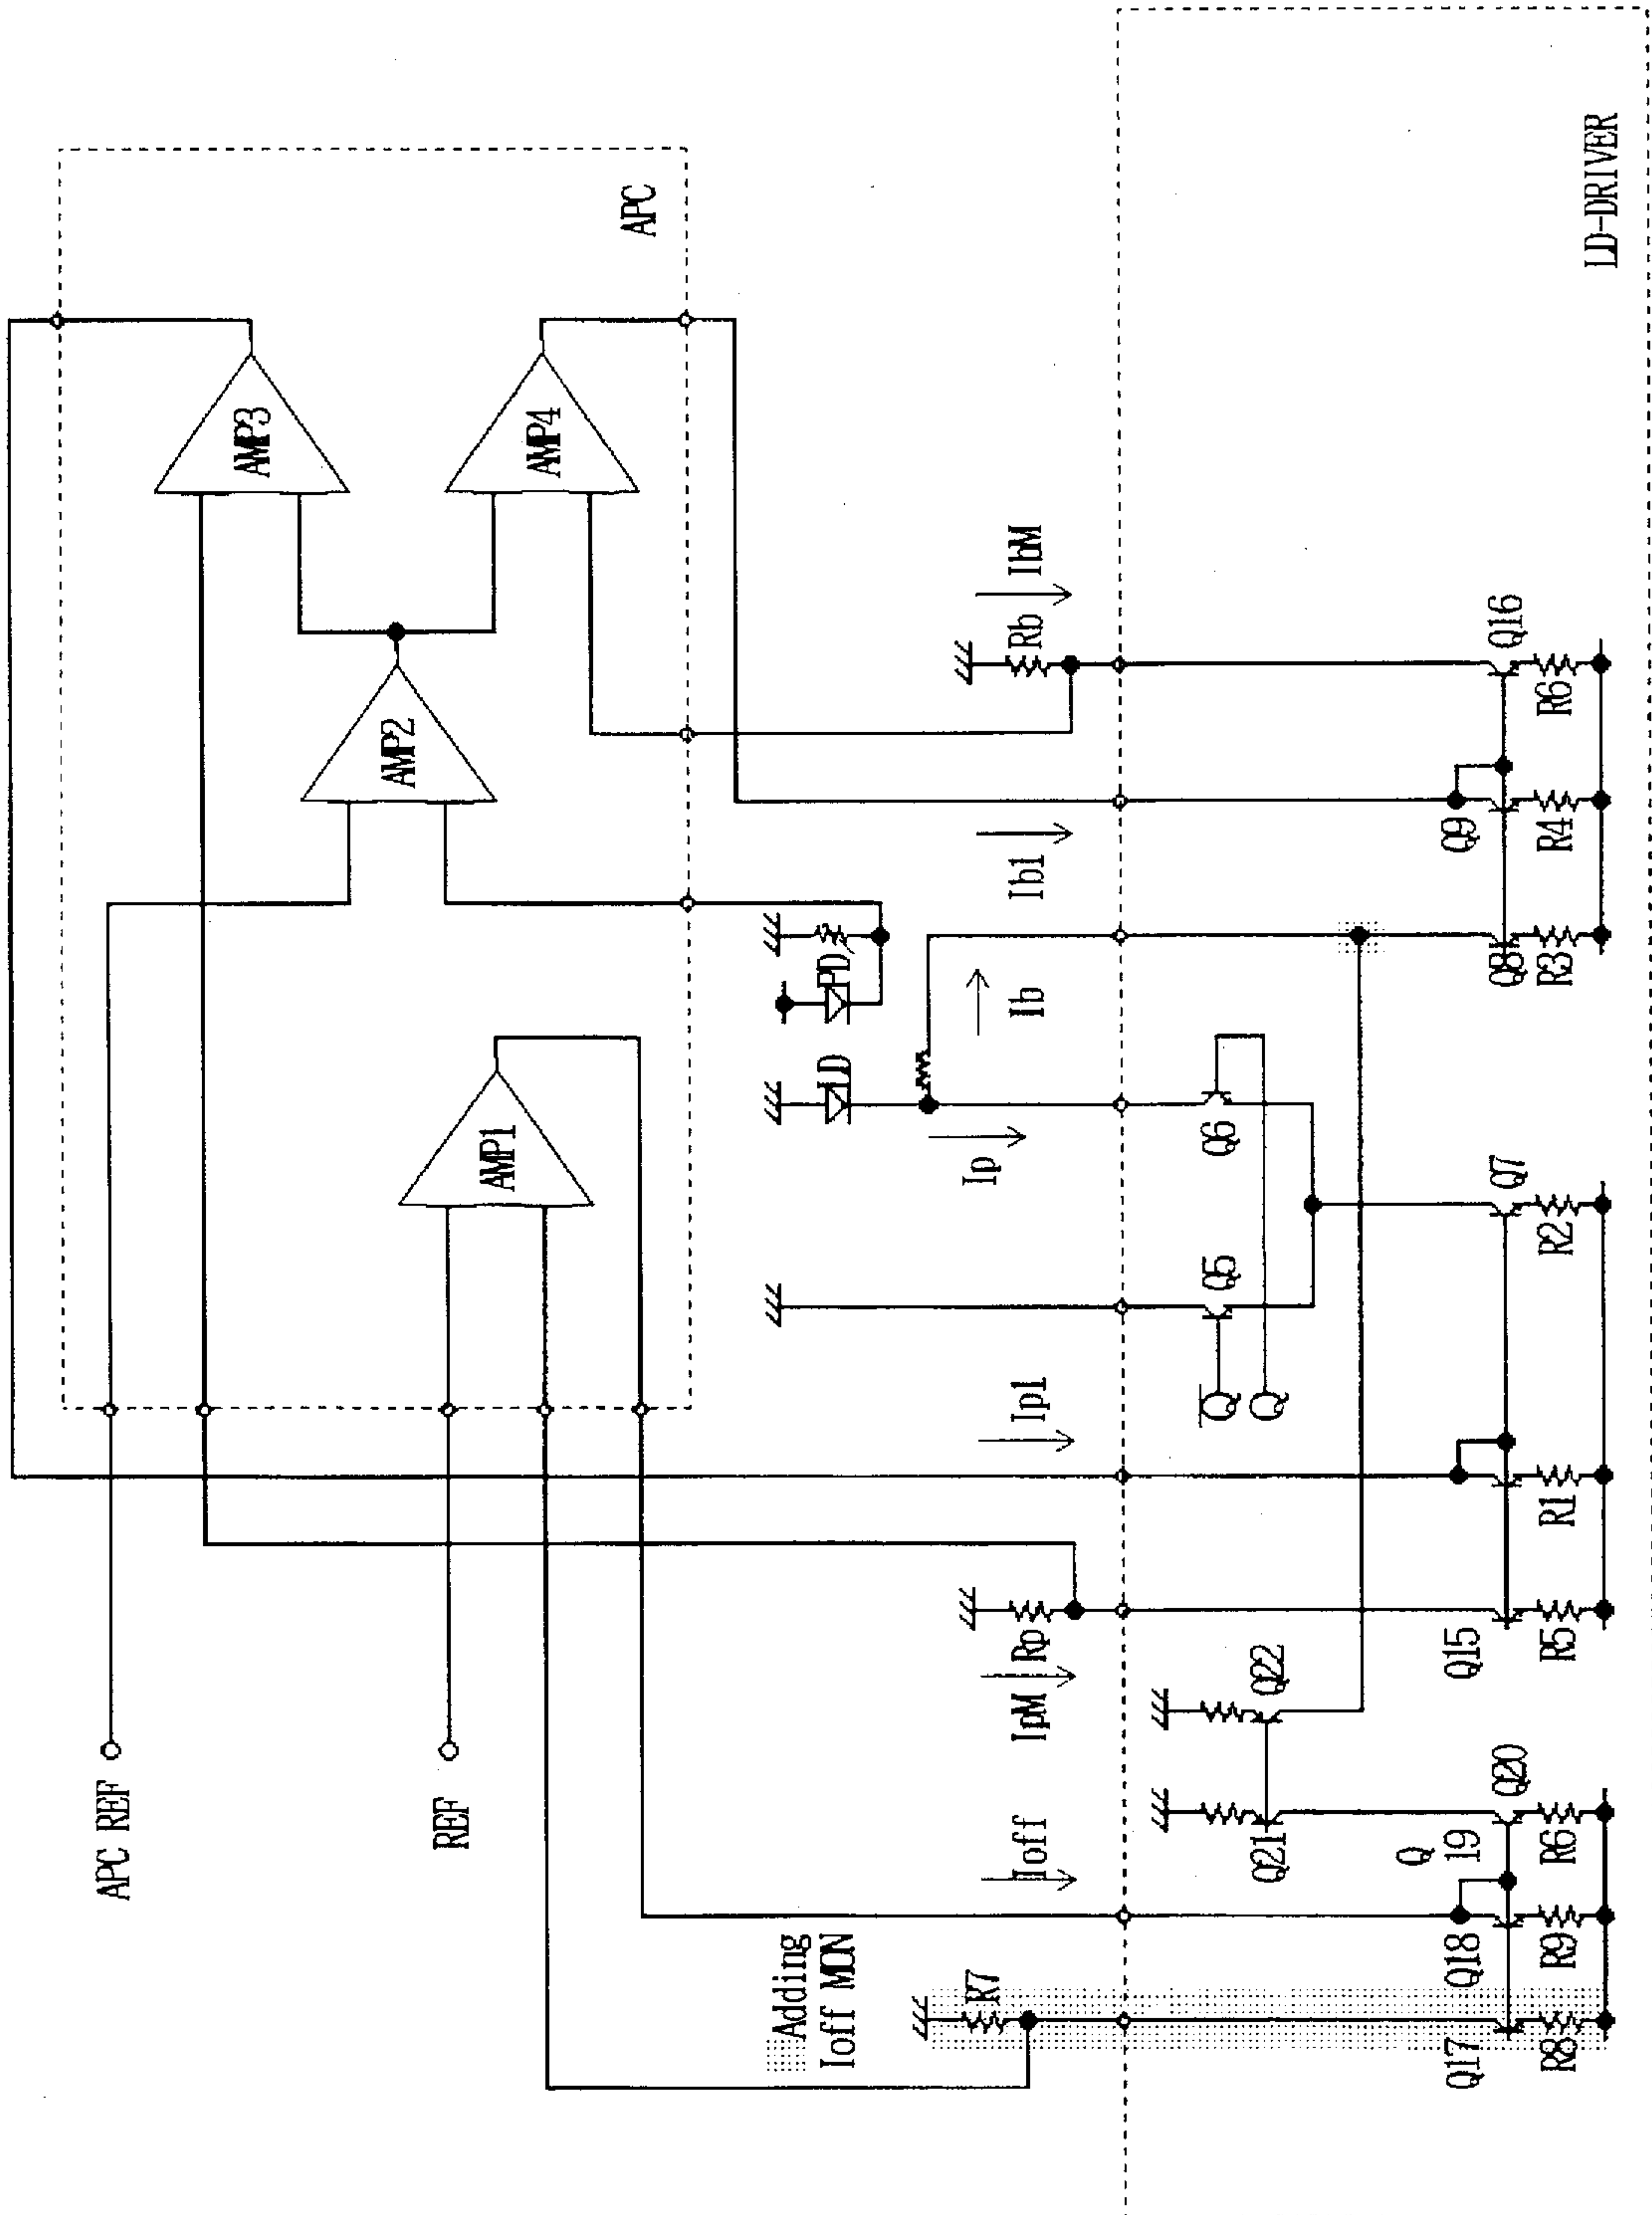 APC REF
REF
AMP1
AMP2
AMP3
AMP4
APC
Adding
Ioff MON
R7
Ioff
IpM
Rp
Ip1
Ip
LD
PD
Ib
Ib1
Rb
IbM
Q21
Q22
Q5
Q6
Q
Q
Q17
Q18
Q
19
Q20
Q15
Q7
Q8
Q9
Q16
R8
R9
R6
R5
R1
R2
R3
R4
R6
LD-DRIVER